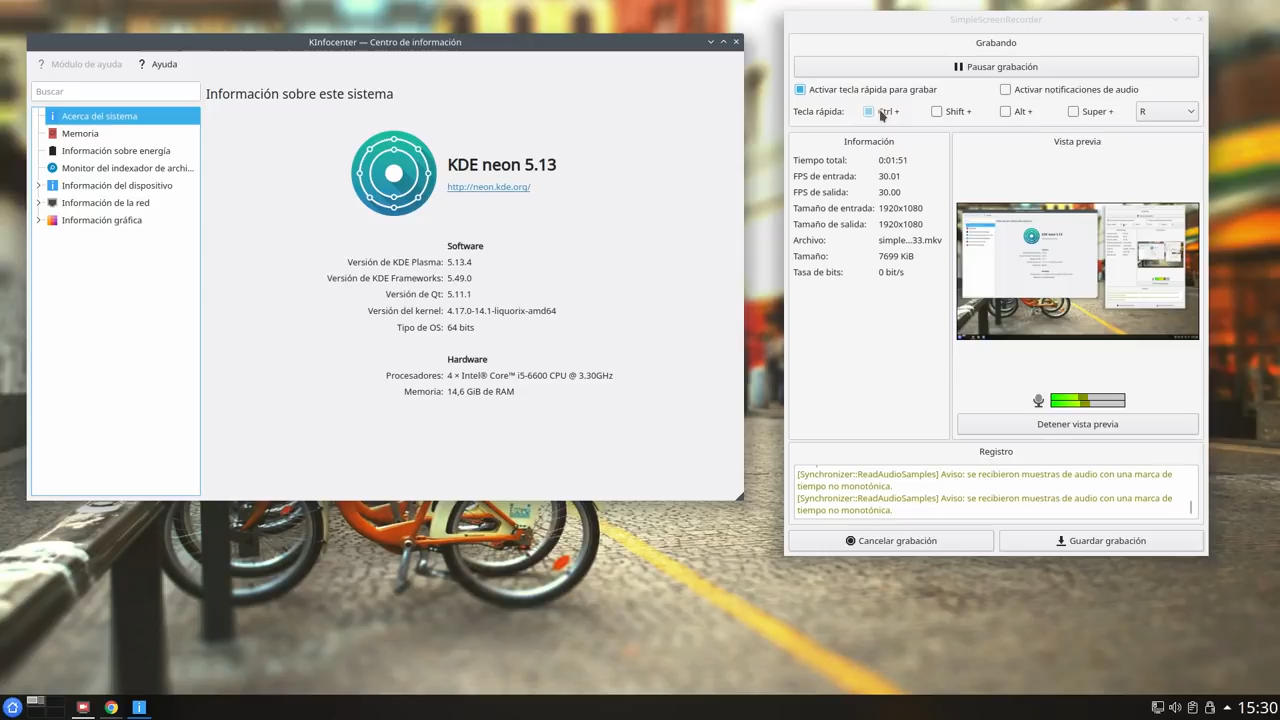 KInfocenter — Centro de información
Módulo de ayuda
Ayuda
Buscar
Acerca del sistema
Memoria
Información sobre energía
Monitor del indexador de archi...
Información del dispositivo
Información de la red
Información gráfica
Información sobre este sistema
KDE neon 5.13
http://neon.kde.org/
Software
Versión de KDE Plasma: 5.13.4
Versión de KDE Frameworks: 5.49.0
Versión de Qt: 5.11.1
Versión del kernel: 4.17.0-14.1-liquorix-amd64
Tipo de OS: 64 bits
Hardware
Procesadores: 4 × Intel® Core™ i5-6600 CPU @ 3.30GHz
Memoria: 14,6 GiB de RAM
SimpleScreenRecorder
Grabando
Pausar grabación
Activar tecla rápida para grabar
Activar notificaciones de audio
Tecla rápida: Ctrl + Shift + Alt + Super + R
Información
Tiempo total: 0:01:51
FPS de entrada: 30.01
FPS de salida: 30.00
Tamaño de entrada: 1920x1080
Tamaño de salida: 1920x1080
Archivo: simple...33.mkv
Tamaño: 7699 KiB
Tasa de bits: 0 bit/s
Vista previa
Detener vista previa
Registro
[Synchronizer::ReadAudioSamples] Aviso: se recibieron muestras de audio con una marca de
tiempo no monotónica.
[Synchronizer::ReadAudioSamples] Aviso: se recibieron muestras de audio con una marca de
tiempo no monotónica.
Cancelar grabación
Guardar grabación
15:30